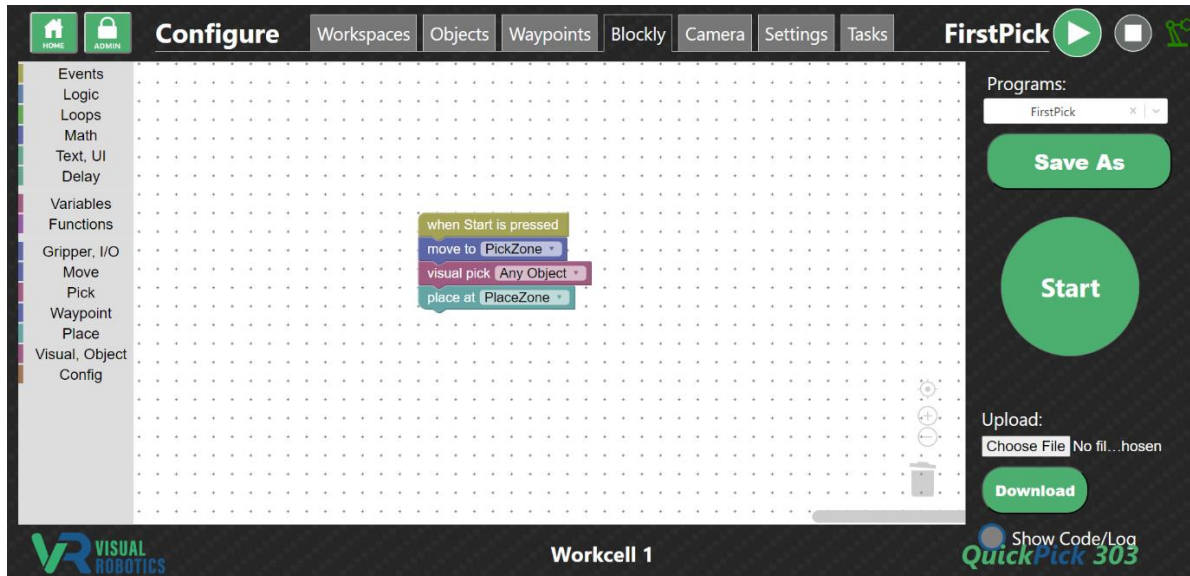 HOME
ADMIN
Configure
Workspaces
Objects
Waypoints
Blockly
Camera
Settings
Tasks
FirstPick
Events
Logic
Loops
Math
Text, UI
Delay
Variables
Functions
Gripper, I/O
Move
Pick
Waypoint
Place
Visual, Object
Config
when Start is pressed
move to PickZone
visual pick Any Object
place at PlaceZone
Programs:
FirstPick
Save As
Start
Upload:
Choose File No fil...hosen
Download
Show Code/Log
VR VISUAL
ROBOTICS
Workcell 1
QuickPick 303